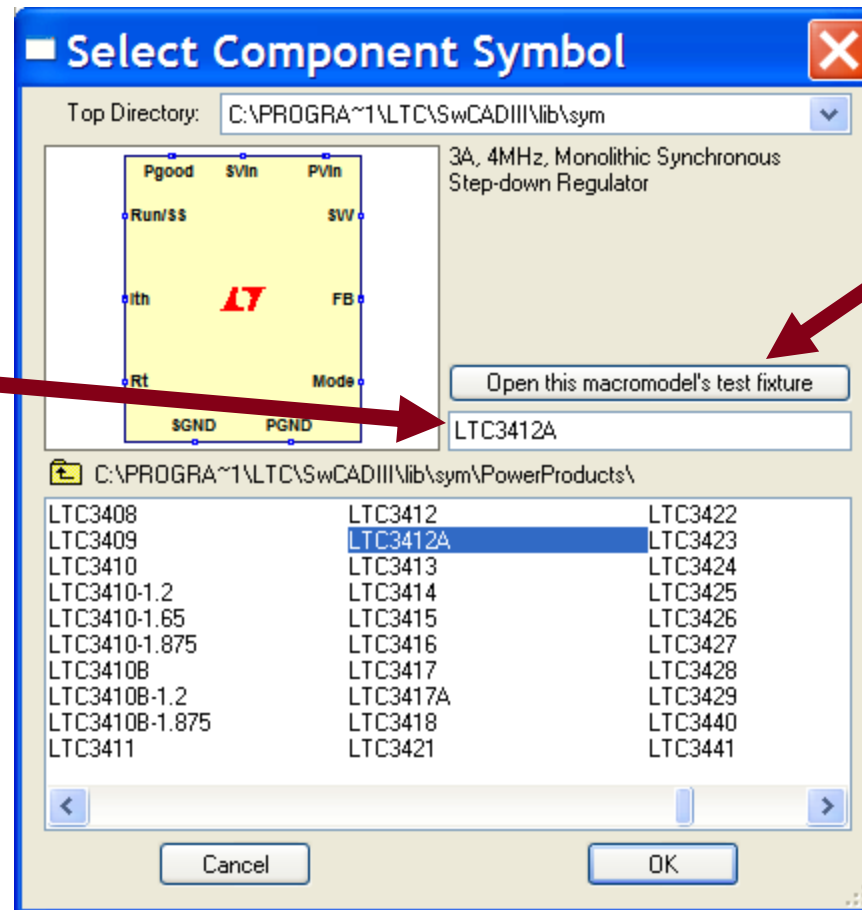 Select Component Symbol
Top Directory: C:\PROGRA~1\LTC\SwCADIII\lib\sym
3A, 4MHz, Monolithic Synchronous
Step-down Regulator
Pgood SVin PVin
Run/SS SW
Ith LT FB
Rt Mode
SGND PGND
Open this macromodel's test fixture
LTC3412A
C:\PROGRA~1\LTC\SwCADIII\lib\sym\PowerProducts\
LTC3408 LTC3412 LTC3422
LTC3409 LTC3412A LTC3423
LTC3410 LTC3413 LTC3424
LTC3410-1.2 LTC3414 LTC3425
LTC3410-1.65 LTC3415 LTC3426
LTC3410-1.875 LTC3416 LTC3427
LTC3410B LTC3417 LTC3428
LTC3410B-1.2 LTC3417A LTC3429
LTC3410B-1.875 LTC3418 LTC3440
LTC3411 LTC3421 LTC3441
Cancel OK